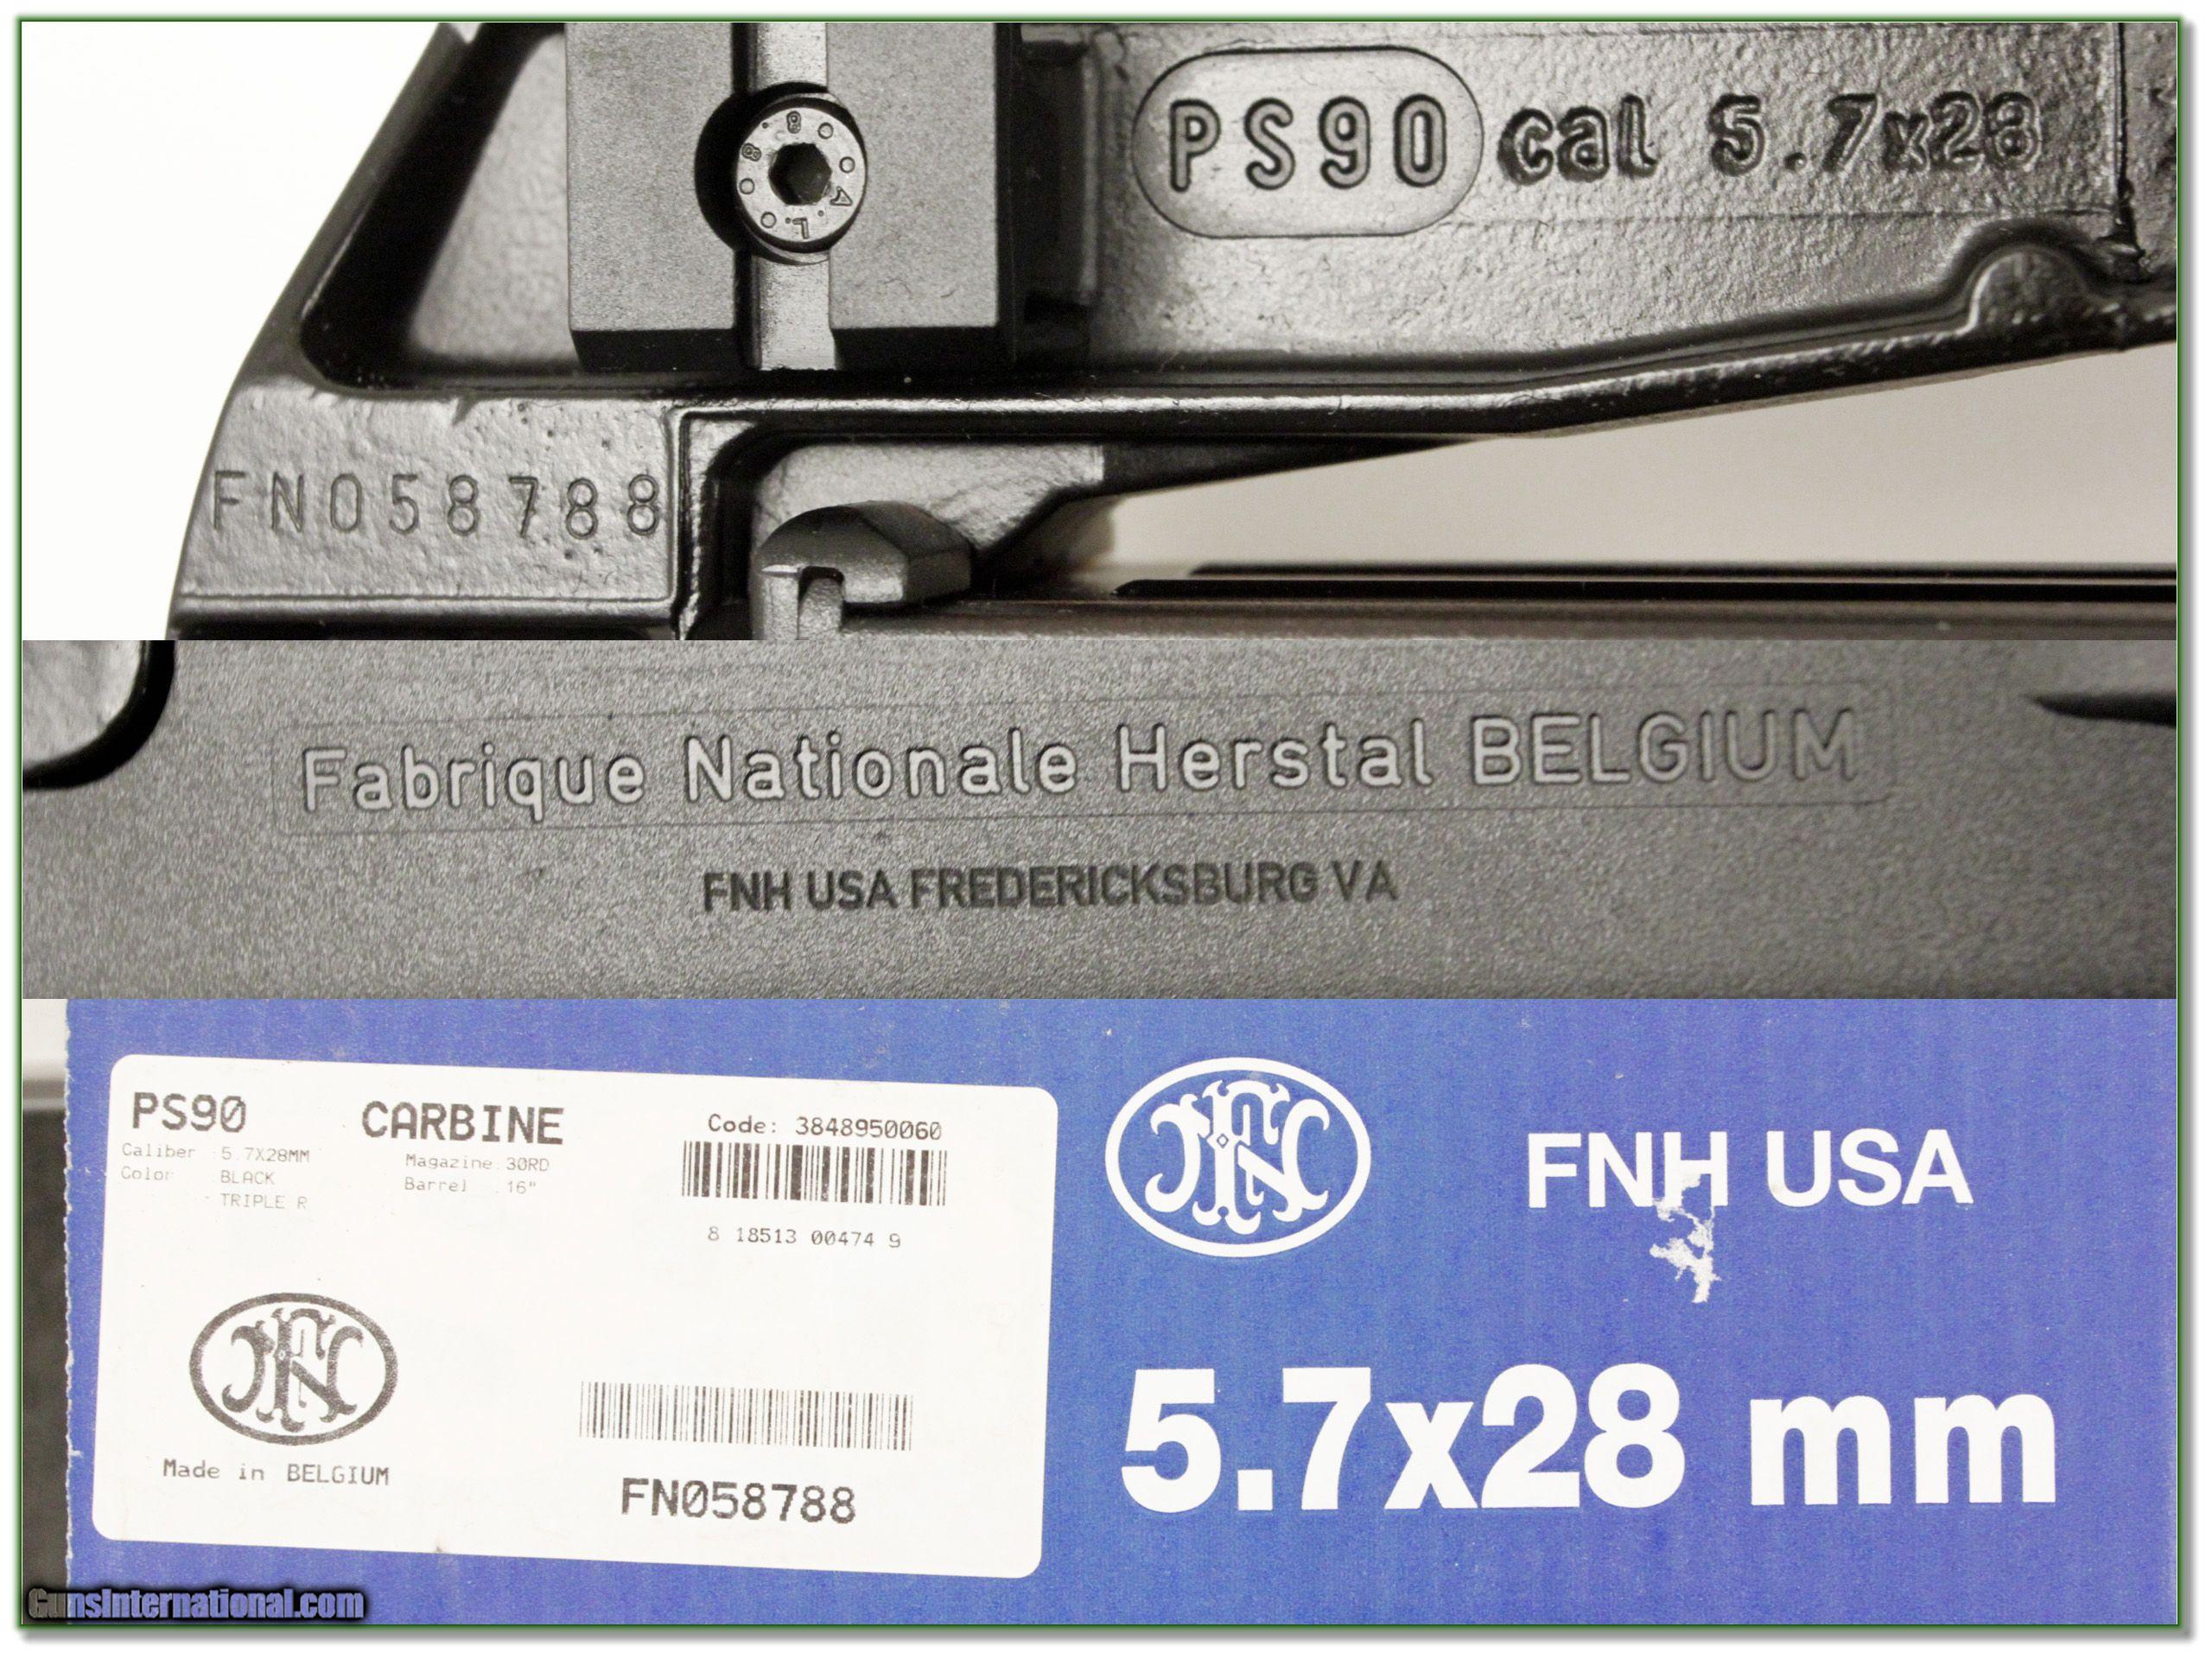 PS90 cal 5.7x28
FN058788
Fabrique Nationale Herstal BELGIUM
FNH USA FREDERICKSBURG VA
PS90 CARBINE Code: 3848950060
Caliber :5.7X28MM Magazine:30RD
Color BLACK Barrel :16"
TRIPLE R
8 18513 00474 9
FN
Made in BELGIUM
FN058788
FN
FNH USA
5.7x28 mm
GunsInternational.com